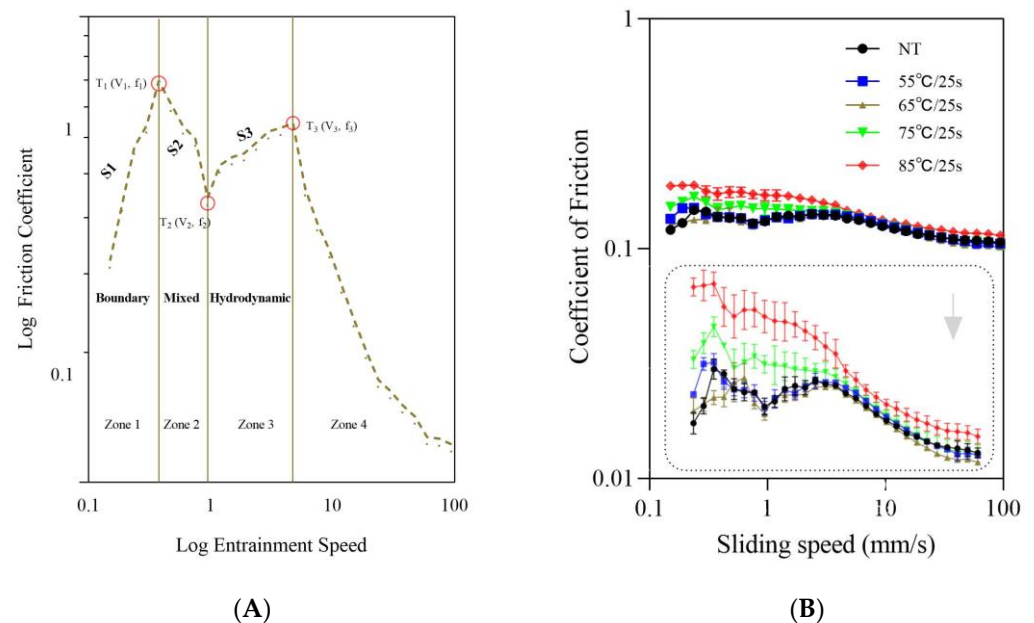 Log Friction Coefficient
1
0.1
T₁ (V₁, f₁)
S1
S2
S3
T₃ (V₃, f₃)
T₂ (V₂, f₂)
Boundary
Mixed
Hydrodynamic
Zone 1
Zone 2
Zone 3
Zone 4
0.1
1
10
100
Log Entrainment Speed
(A)
Coefficient of Friction
1
0.1
0.01
NT
55℃/25s
65℃/25s
75℃/25s
85℃/25s
0.1
1
10
100
Sliding speed (mm/s)
(B)